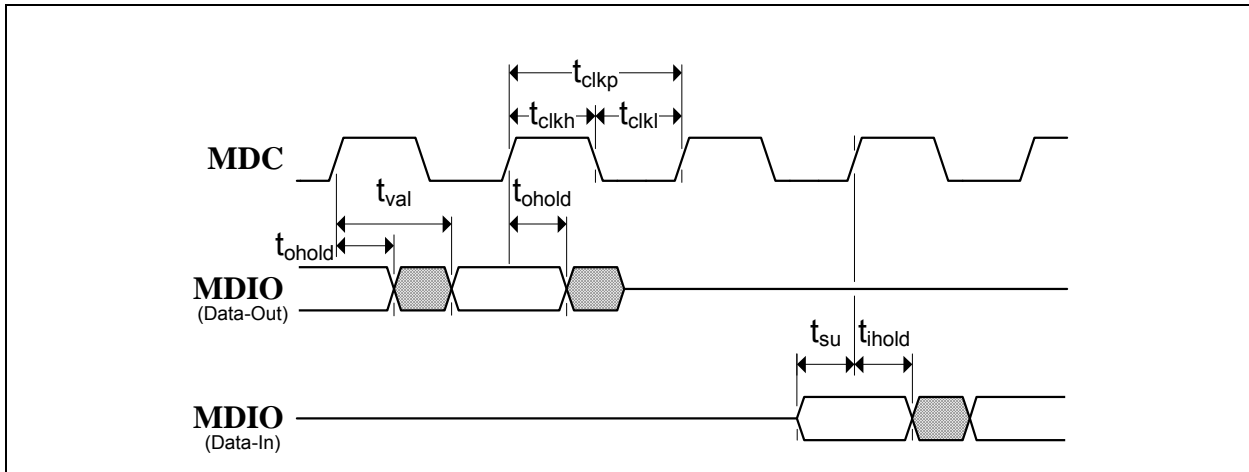 tclkp
tclkh tclkl
MDC
tval tohold
tohold
MDIO
(Data-Out)
tsu tihold
MDIO
(Data-In)